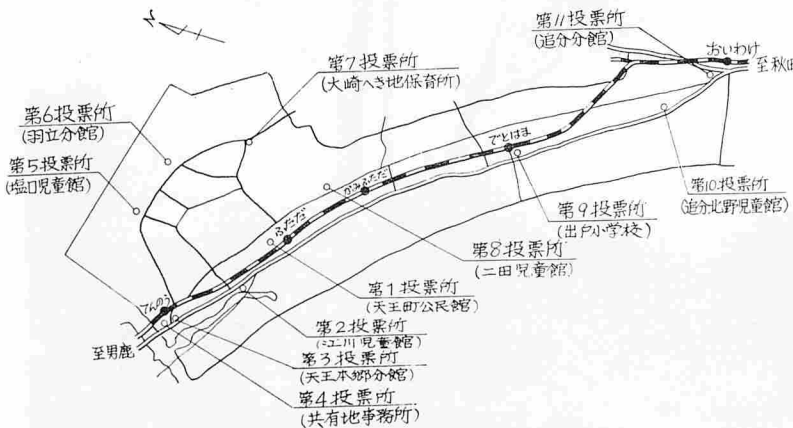 第11投票所
(追分分館)
おいわけ
至秋田
第7投票所
(大崎へき地保育所)
第6投票所
(羽立分館)
第5投票所
(塩口児童館)
でとはま
かみふただ
ふただ
てんのう
第10投票所
(追分北野児童館)
第9投票所
(出戸小学校)
第8投票所
(二田児童館)
第1投票所
(天王町公民館)
第2投票所
(江川児童館)
第3投票所
(天王本郷分館)
第4投票所
(共有地事務所)
至男鹿